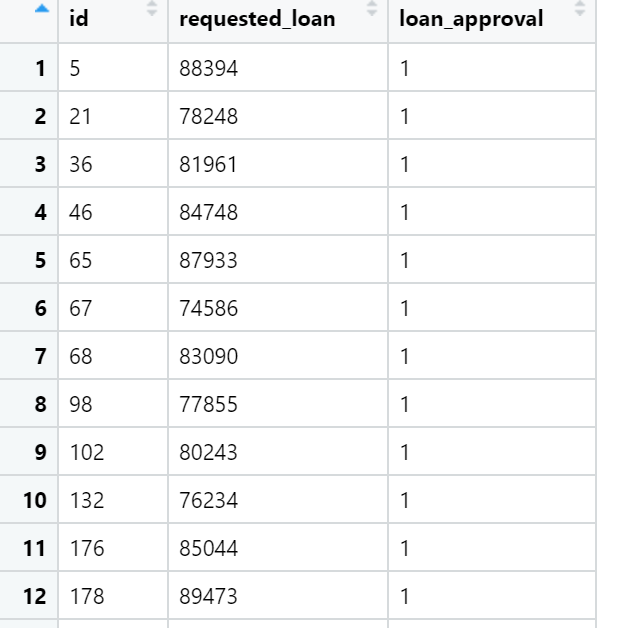 id requested_loan loan_approval
1 5 88394 1
2 21 78248 1
3 36 81961 1
4 46 84748 1
5 65 87933 1
6 67 74586 1
7 68 83090 1
8 98 77855 1
9 102 80243 1
10 132 76234 1
11 176 85044 1
12 178 89473 1